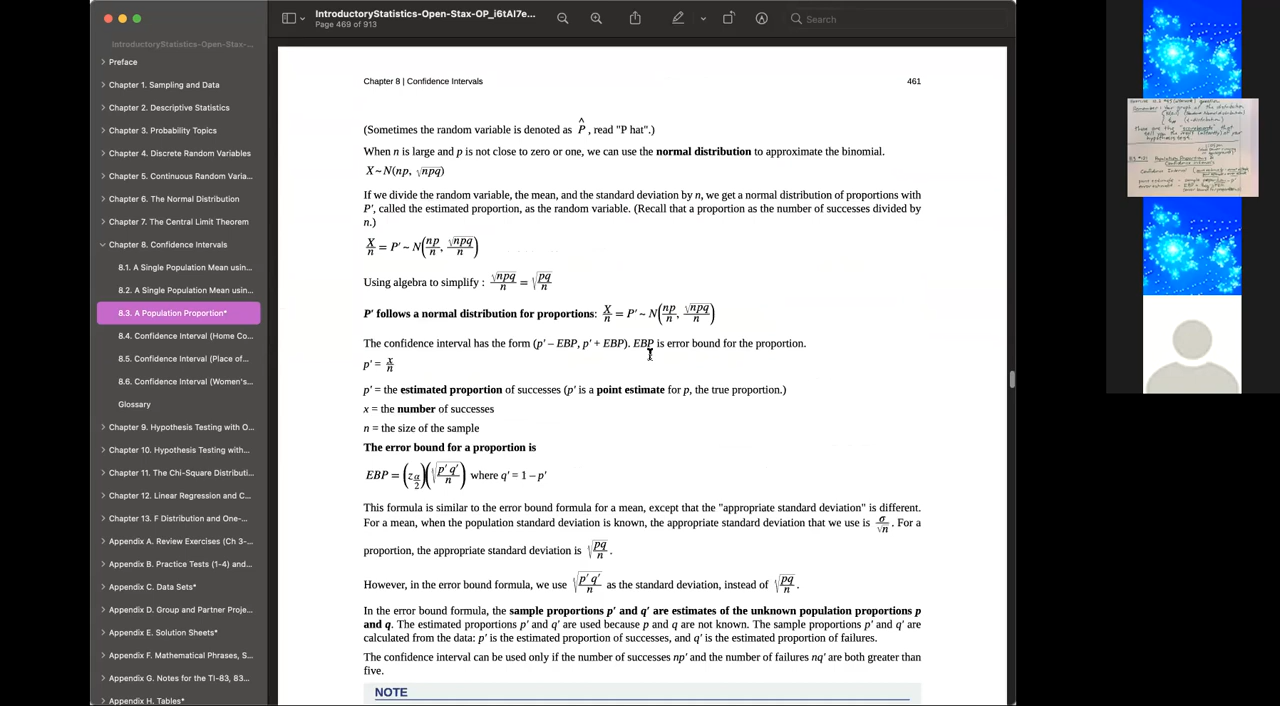 IntroductoryStatistics-Open-Stax-OP_i6tAI7e...
Page 469 of 913
Search
IntroductoryStatistics-Open-Stax-...
Preface
Chapter 1. Sampling and Data
Chapter 2. Descriptive Statistics
Chapter 3. Probability Topics
Chapter 4. Discrete Random Variables
Chapter 5. Continuous Random Varia...
Chapter 6. The Normal Distribution
Chapter 7. The Central Limit Theorem
Chapter 8. Confidence Intervals
8.1. A Single Population Mean usin...
8.2. A Single Population Mean usin...
8.3. A Population Proportion*
8.4. Confidence Interval (Home Co...
8.5. Confidence Interval (Place of...
8.6. Confidence Interval (Women's...
Glossary
Chapter 9. Hypothesis Testing with O...
Chapter 10. Hypothesis Testing with...
Chapter 11. The Chi-Square Distributi...
Chapter 12. Linear Regression and C...
Chapter 13. F Distribution and One-...
Appendix A. Review Exercises (Ch 3-...
Appendix B. Practice Tests (1-4) and...
Appendix C. Data Sets*
Appendix D. Group and Partner Proje...
Appendix E. Solution Sheets*
Appendix F. Mathematical Phrases, S...
Appendix G. Notes for the TI-83, 83...
Appendix H. Tables*
Chapter 8 | Confidence Intervals 461
(Sometimes the random variable is denoted as P̂, read "P hat".)
When n is large and p is not close to zero or one, we can use the normal distribution to approximate the binomial.
X ~ N(np, √npq)
If we divide the random variable, the mean, and the standard deviation by n, we get a normal distribution of proportions with
P′, called the estimated proportion, as the random variable. (Recall that a proportion as the number of successes divided by
n.)
X/n = P′ ~ N(np/n, √npq/n)
Using algebra to simplify : √npq/n = √(pq/n)
P′ follows a normal distribution for proportions: X/n = P′ ~ N(np/n, √npq/n)
The confidence interval has the form (p′ – EBP, p′ + EBP). EBP is error bound for the proportion.
p′ = x/n
p′ = the estimated proportion of successes (p′ is a point estimate for p, the true proportion.)
x = the number of successes
n = the size of the sample
The error bound for a proportion is
EBP = (z α/2)(√(p′ q′/n)) where q′ = 1 – p′
This formula is similar to the error bound formula for a mean, except that the "appropriate standard deviation" is different.
For a mean, when the population standard deviation is known, the appropriate standard deviation that we use is σ/√n. For a
proportion, the appropriate standard deviation is √(pq/n).
However, in the error bound formula, we use √(p′ q′/n) as the standard deviation, instead of √(pq/n).
In the error bound formula, the sample proportions p′ and q′ are estimates of the unknown population proportions p
and q. The estimated proportions p′ and q′ are used because p and q are not known. The sample proportions p′ and q′ are
calculated from the data: p′ is the estimated proportion of successes, and q′ is the estimated proportion of failures.
The confidence interval can be used only if the number of successes np′ and the number of failures nq′ are both greater than
five.
NOTE